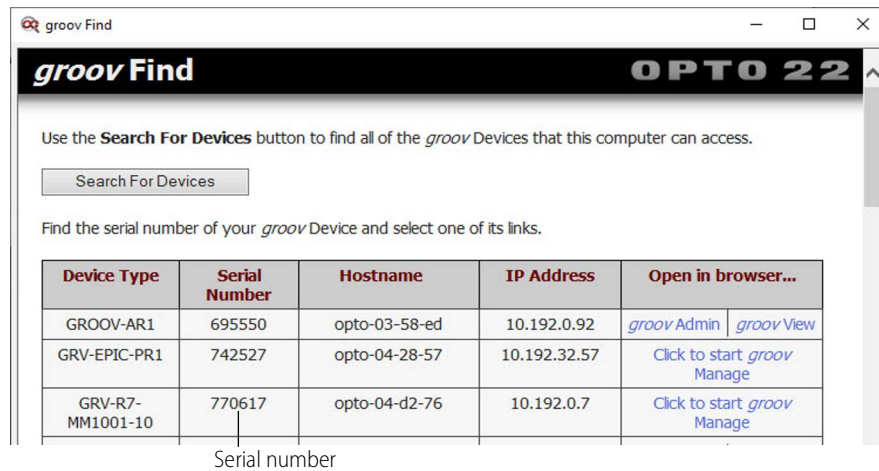 groov Find
groov Find OPTO 22
Use the Search For Devices button to find all of the groov Devices that this computer can access.
Search For Devices
Find the serial number of your groov Device and select one of its links.
Device Type Serial Number Hostname IP Address Open in browser...
GROOV-AR1 695550 opto-03-58-ed 10.192.0.92 groov Admin groov View
GRV-EPIC-PR1 742527 opto-04-28-57 10.192.32.57 Click to start groov Manage
GRV-R7-MM1001-10 770617 opto-04-d2-76 10.192.0.7 Click to start groov Manage
Serial number